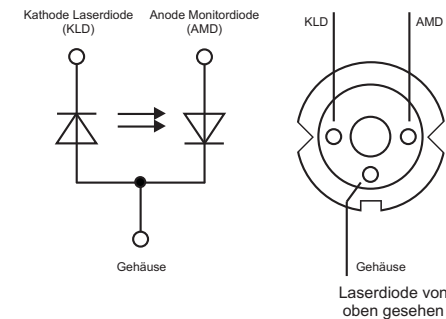 Kathode Laserdiode
(KLD)
Anode Monitordiode
(AMD)
Gehäuse
KLD
AMD
Gehäuse
Laserdiode von
oben gesehen